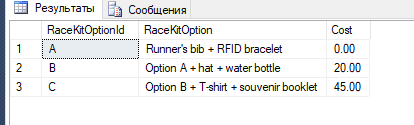 Результаты Сообщения
RaceKitOptionId RaceKitOption Cost
1 A Runner's bib + RFID bracelet 0.00
2 B Option A + hat + water bottle 20.00
3 C Option B + T-shirt + souvenir booklet 45.00